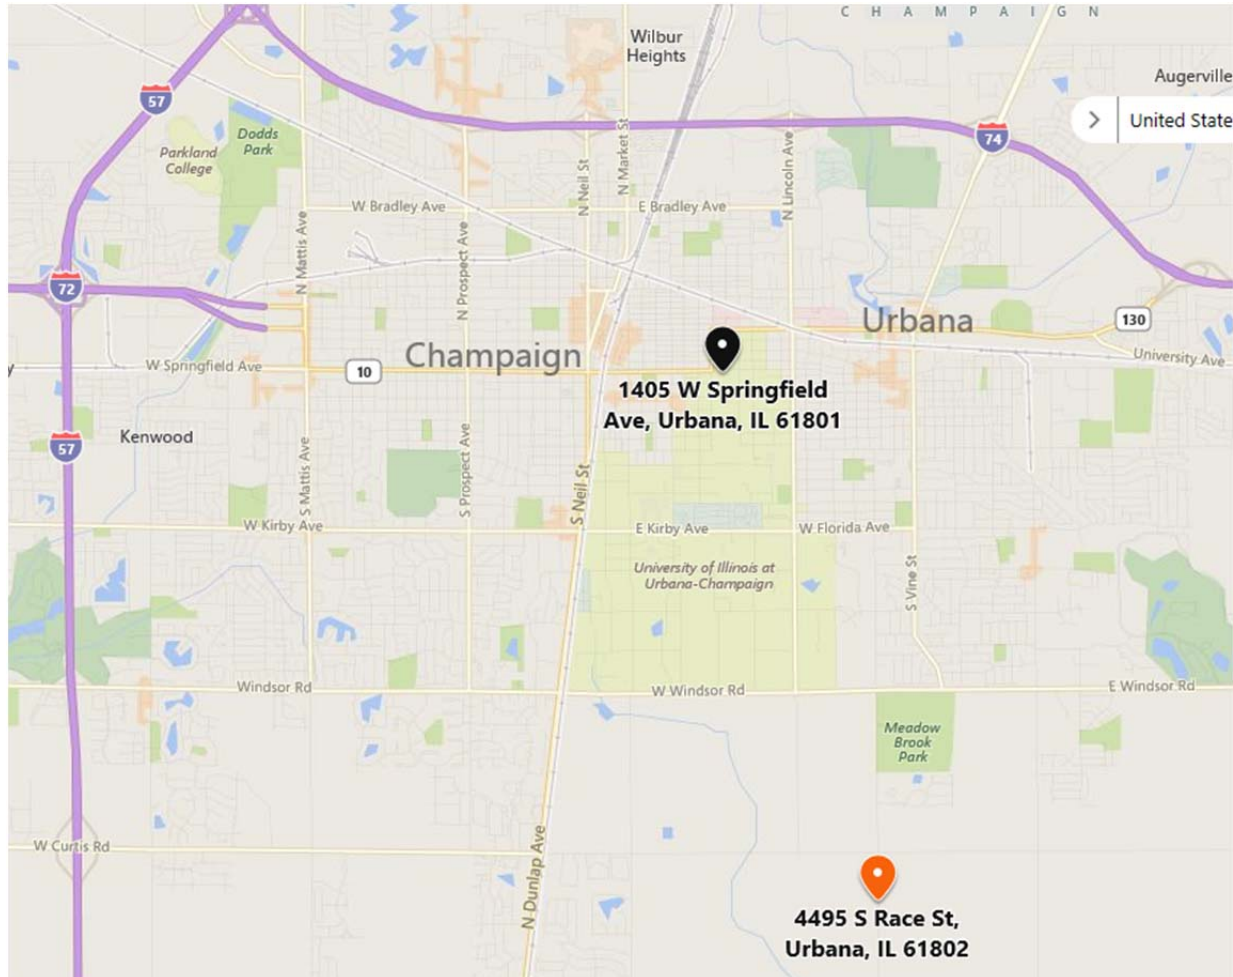 C H A M P A I G N
Wilbur
Heights
Augerville
57
United State
74
Dodds
Park
Parkland
College
N Market St
N Neil St
N Lincoln Ave
W Bradley Ave
E Bradley Ave
N Mattis Ave
N Prospect Ave
72
Urbana
130
Champaign
University Ave
W Springfield Ave
10
1405 W Springfield
Ave, Urbana, IL 61801
Kenwood
57
S Mattis Ave
S Prospect Ave
S Neil St
W Kirby Ave
E Kirby Ave
W Florida Ave
University of Illinois at
Urbana-Champaign
S Vine St
Windsor Rd
W Windsor Rd
E Windsor Rd
Meadow
Brook
Park
W Curtis Rd
N Dunlap Ave
4495 S Race St,
Urbana, IL 61802